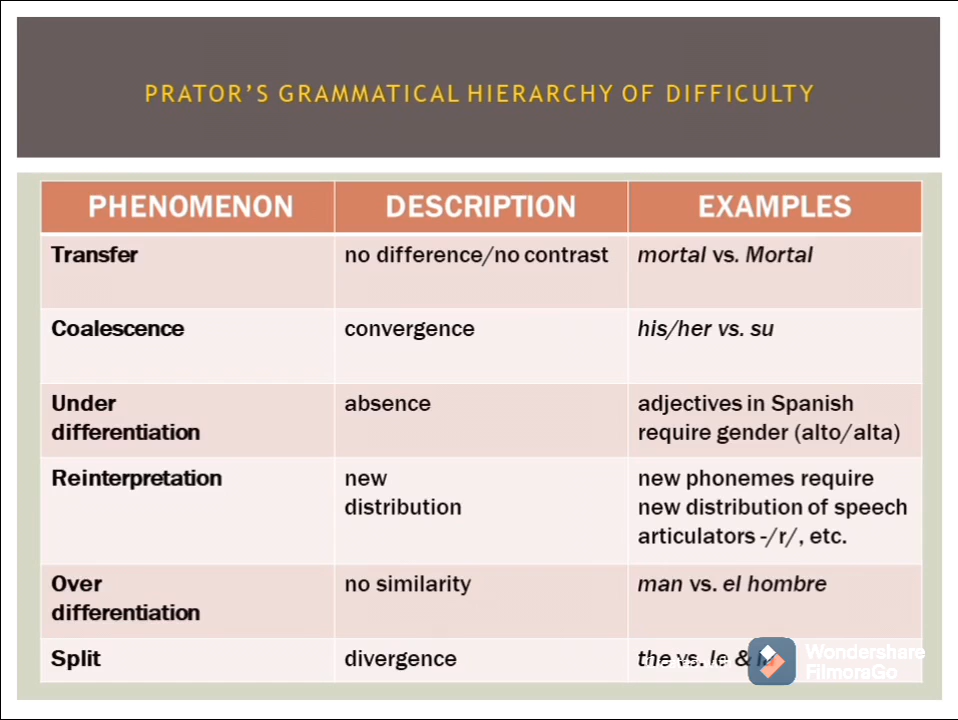 PRATOR'S GRAMMATICAL HIERARCHY OF DIFFICULTY
PHENOMENON DESCRIPTION EXAMPLES
Transfer no difference/no contrast mortal vs. Mortal
Coalescence convergence his/her vs. su
Under absence adjectives in Spanish
differentiation require gender (alto/alta)
Reinterpretation new new phonemes require
distribution new distribution of speech
articulators -/r/, etc.
Over no similarity man vs. el hombre
differentiation
Split divergence the vs. le &
Wondershare
FilmoraGo